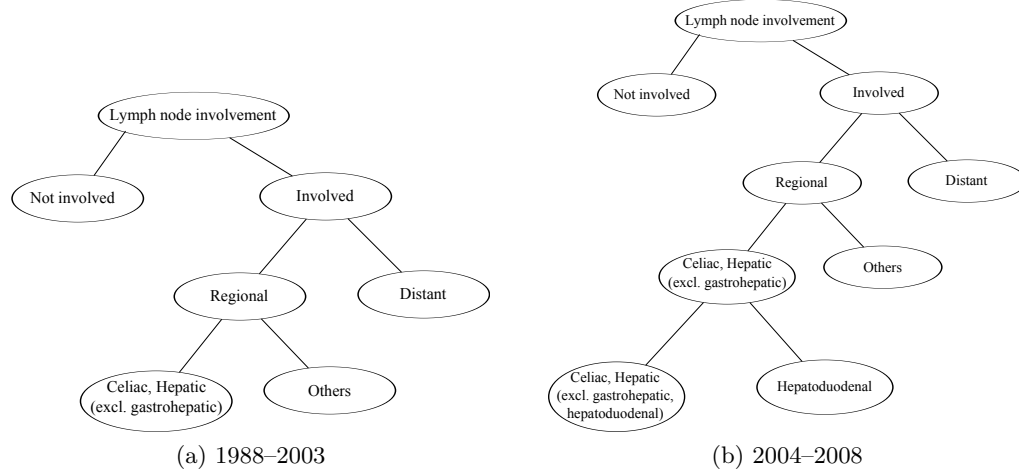 Lymph node involvement
Not involved
Involved
Regional
Distant
Celiac, Hepatic
(excl. gastrohepatic)
Others
(a) 1988–2003
Lymph node involvement
Not involved
Involved
Regional
Distant
Celiac, Hepatic
(excl. gastrohepatic)
Others
Celiac, Hepatic
(excl. gastrohepatic,
hepatoduodenal)
Hepatoduodenal
(b) 2004–2008